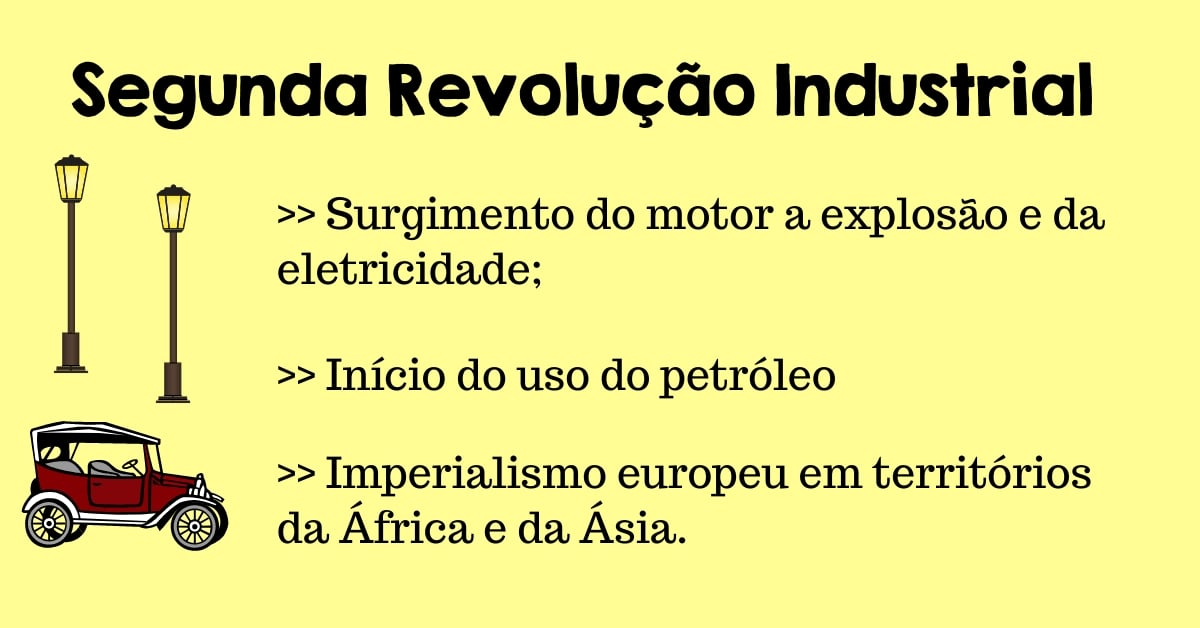 Segunda Revolução Industrial
>> Surgimento do motor a explosão e da
eletricidade;
>> Início do uso do petróleo
>> Imperialismo europeu em territórios
da África e da Ásia.